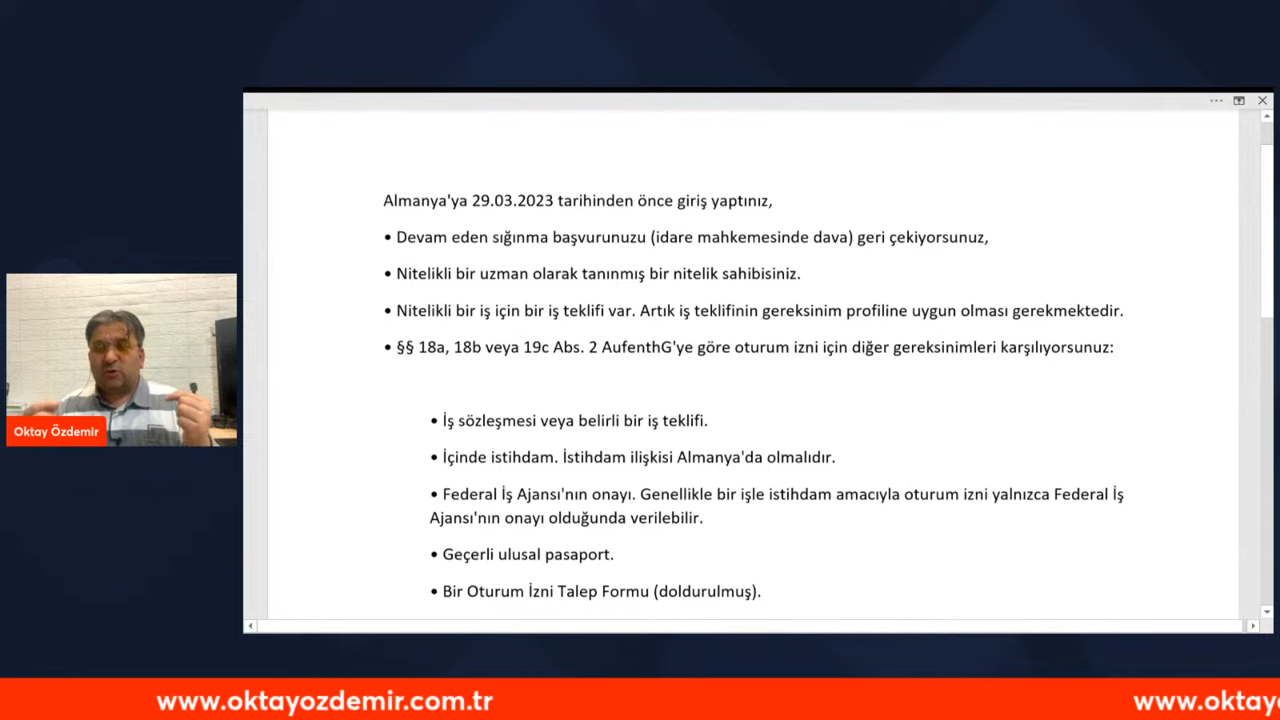 Almanya'ya 29.03.2023 tarihinden önce giriş yaptınız,
• Devam eden sığınma başvurunuzu (idare mahkemesinde dava) geri çekiyorsunuz,
• Nitelikli bir uzman olarak tanınmış bir nitelik sahibisiniz.
• Nitelikli bir iş için bir iş teklifi var. Artık iş teklifinin gereksinim profiline uygun olması gerekmektedir.
• §§ 18a, 18b veya 19c Abs. 2 AufenthG'ye göre oturum izni için diğer gereksinimleri karşılıyorsunuz:
• İş sözleşmesi veya belirli bir iş teklifi.
• İçinde istihdam. İstihdam ilişkisi Almanya'da olmalıdır.
• Federal İş Ajansı'nın onayı. Genellikle bir işle istihdam amacıyla oturum izni yalnızca Federal İş
Ajansı'nın onayı olduğunda verilebilir.
• Geçerli ulusal pasaport.
• Bir Oturum İzni Talep Formu (doldurulmuş).
Oktay Özdemir
www.oktayozdemir.com.tr
www.oktayo